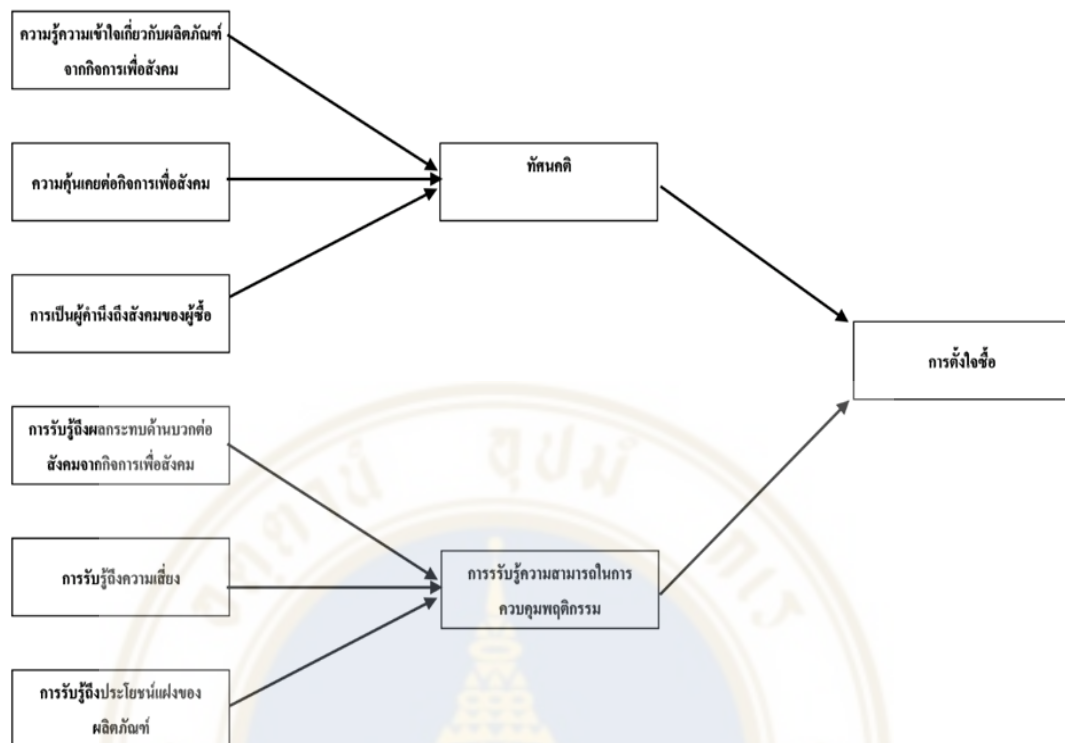 ความรู้ความเข้าใจเกี่ยวกับผลิตภัณฑ์
จากกิจการเพื่อสังคม
ความคุ้นเคยต่อกิจการเพื่อสังคม
ทัศนคติ
การเป็นผู้คำนึงถึงสังคมของผู้ซื้อ
การตั้งใจซื้อ
การรับรู้ถึงผลกระทบด้านบวกต่อ
สังคมจากกิจการเพื่อสังคม
การรับรู้ถึงความเสี่ยง
การรรับรู้ความสามารถในการ
ควบคุมพฤติกรรม
การรับรู้ถึงประโยชน์แฝงของ
ผลิตภัณฑ์
อตฺตานํ อุปมํ กเร